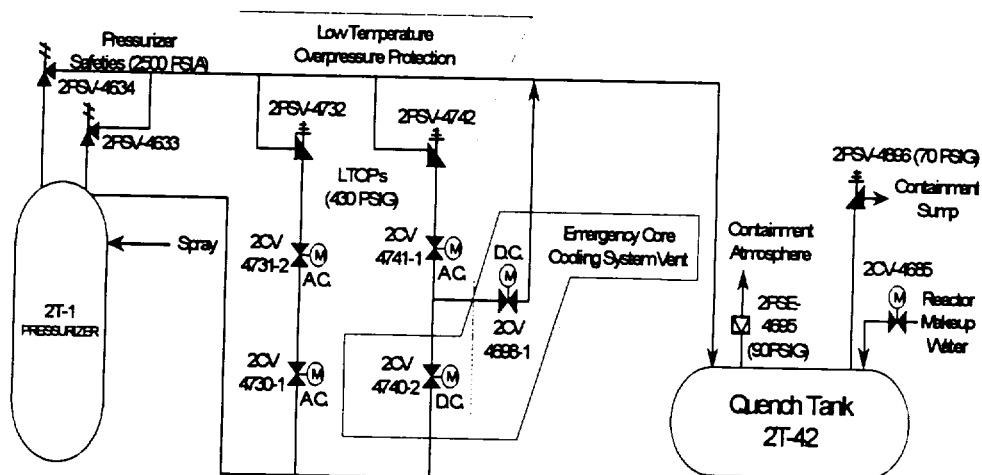 Low Temperature
Overpressure Protection
Pressurizer
Safeties (2500 PSIA)
2PSV-4634
2PSV-4633
2PSV-4732
2PSV-4742
LTOP's
(430 PSIG)
2PSV-4696 (70 PSIG)
Containment
Sump
Containment
Atmosphere
Spray
2CV
4731-2
M
A.C.
2CV
4741-1
M
A.C.
D.C.
M
Emergency Core
Cooling System Vent
2CV
4698-1
2CV-4685
M
Reactor
Makeup
Water
2PSE-
4695
(90PSIG)
2T-1
PRESSURIZER
2CV
4730-1
M
A.C.
2CV
4740-2
M
D.C.
Quench Tank
2T-42